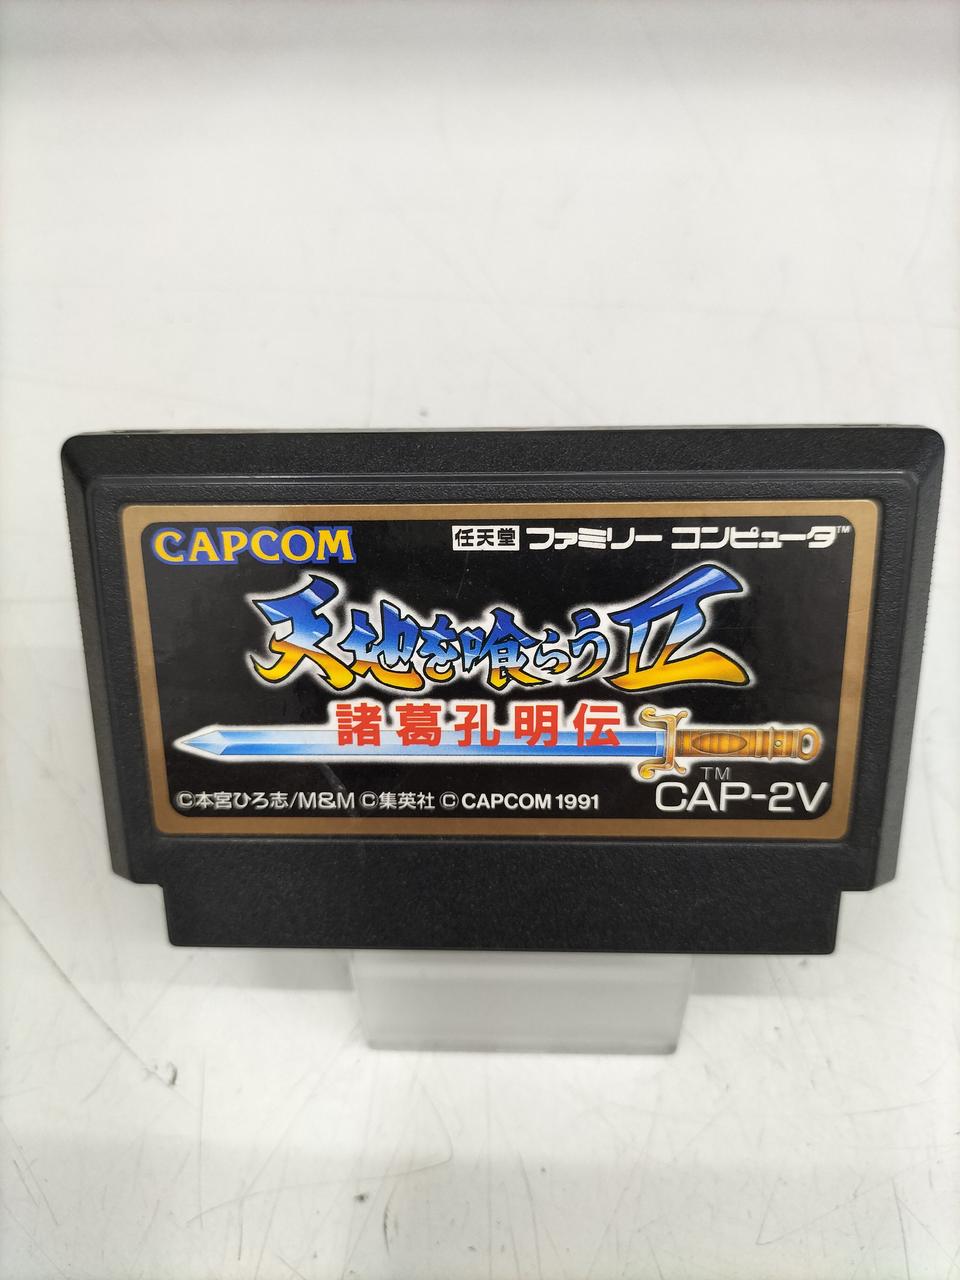 CAPCOM
任天堂 ファミリー コンピュータ™
天地を喰らうII
諸葛孔明伝
TM
CAP-2V
©本宮ひろ志/M&M ©集英社 © CAPCOM 1991